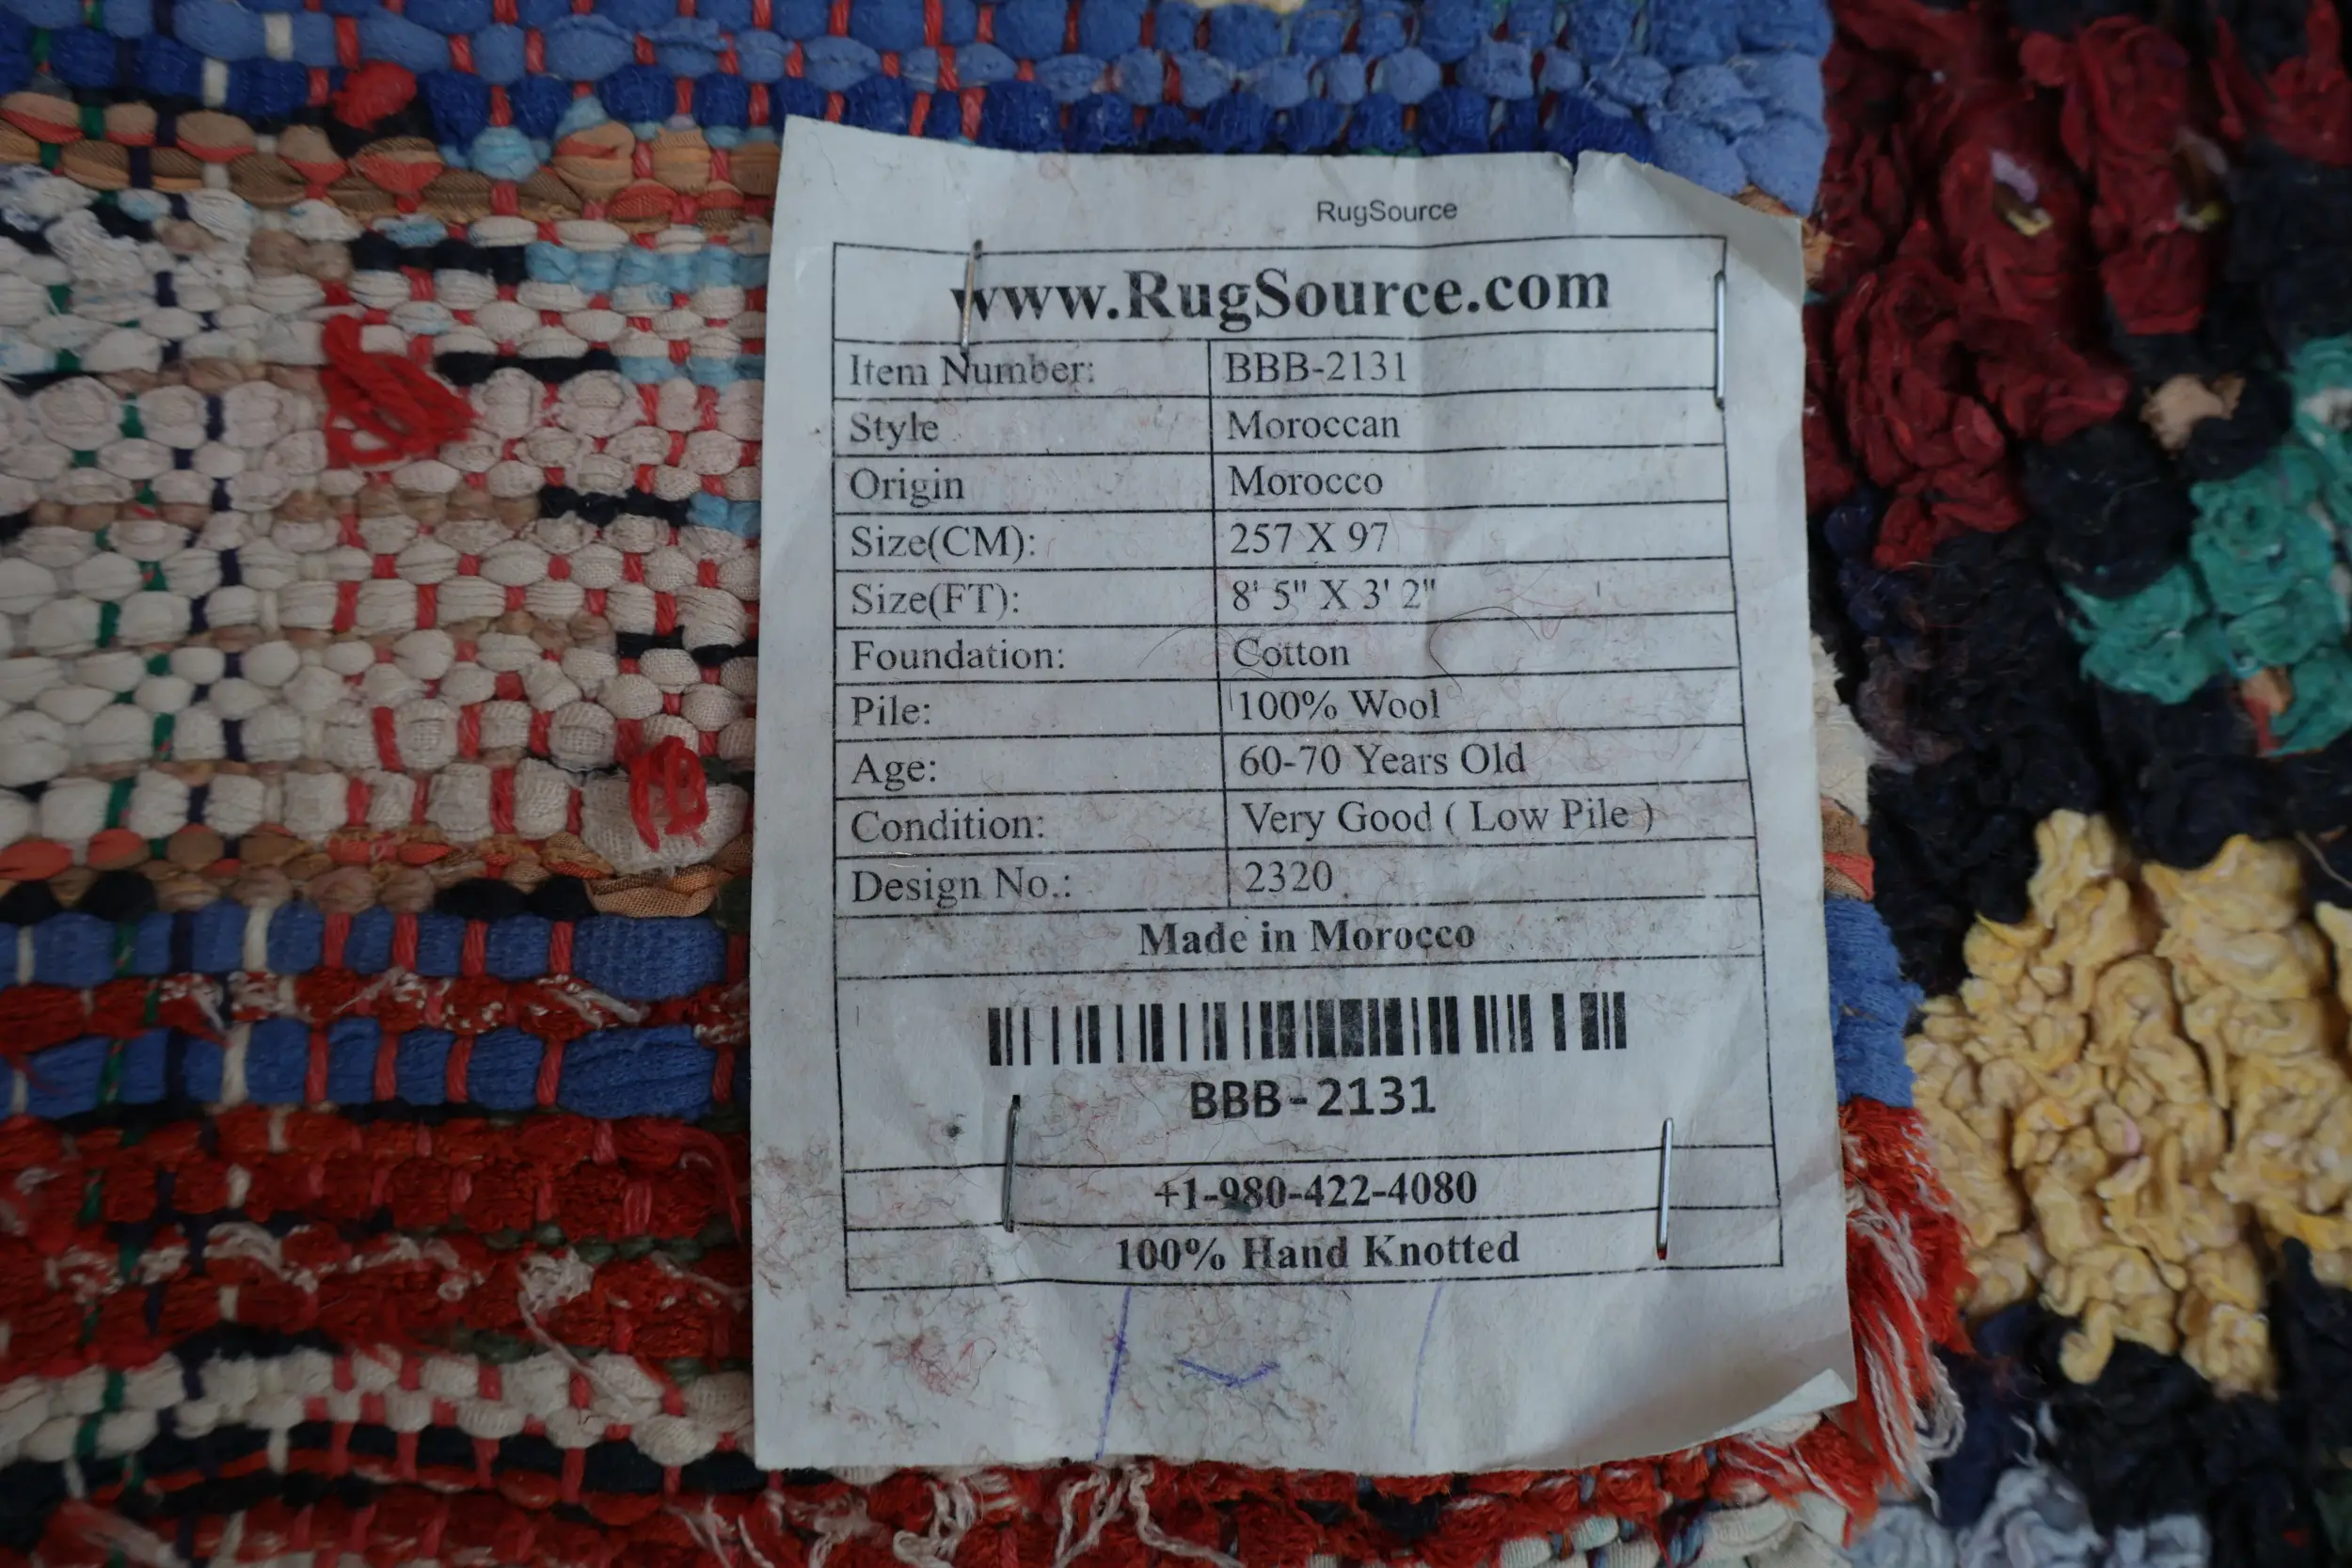 RugSource
www.RugSource.com
Item Number: BBB-2131
Style Moroccan
Origin Morocco
Size(CM): 257 X 97
Size(FT): 8' 5" X 3' 2"
Foundation: Cotton
Pile: 100% Wool
Age: 60-70 Years Old
Condition: Very Good ( Low Pile )
Design No.: 2320
Made in Morocco
BBB-2131
+1-980-422-4080
100% Hand Knotted